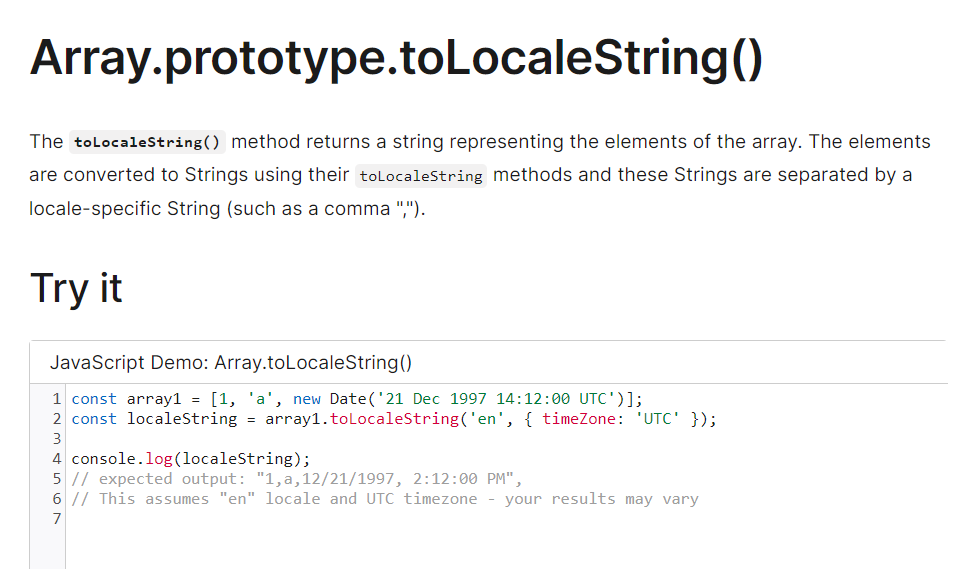 Array.prototype.toLocaleString()
The toLocaleString() method returns a string representing the elements of the array. The elements
are converted to Strings using their toLocaleString methods and these Strings are separated by a
locale-specific String (such as a comma ",").
Try it
JavaScript Demo: Array.toLocaleString()
1 const array1 = [1, 'a', new Date('21 Dec 1997 14:12:00 UTC')];
2 const localeString = array1.toLocaleString('en', { timeZone: 'UTC' });
3
4 console.log(localeString);
5 // expected output: "1,a,12/21/1997, 2:12:00 PM",
6 // This assumes "en" locale and UTC timezone - your results may vary
7